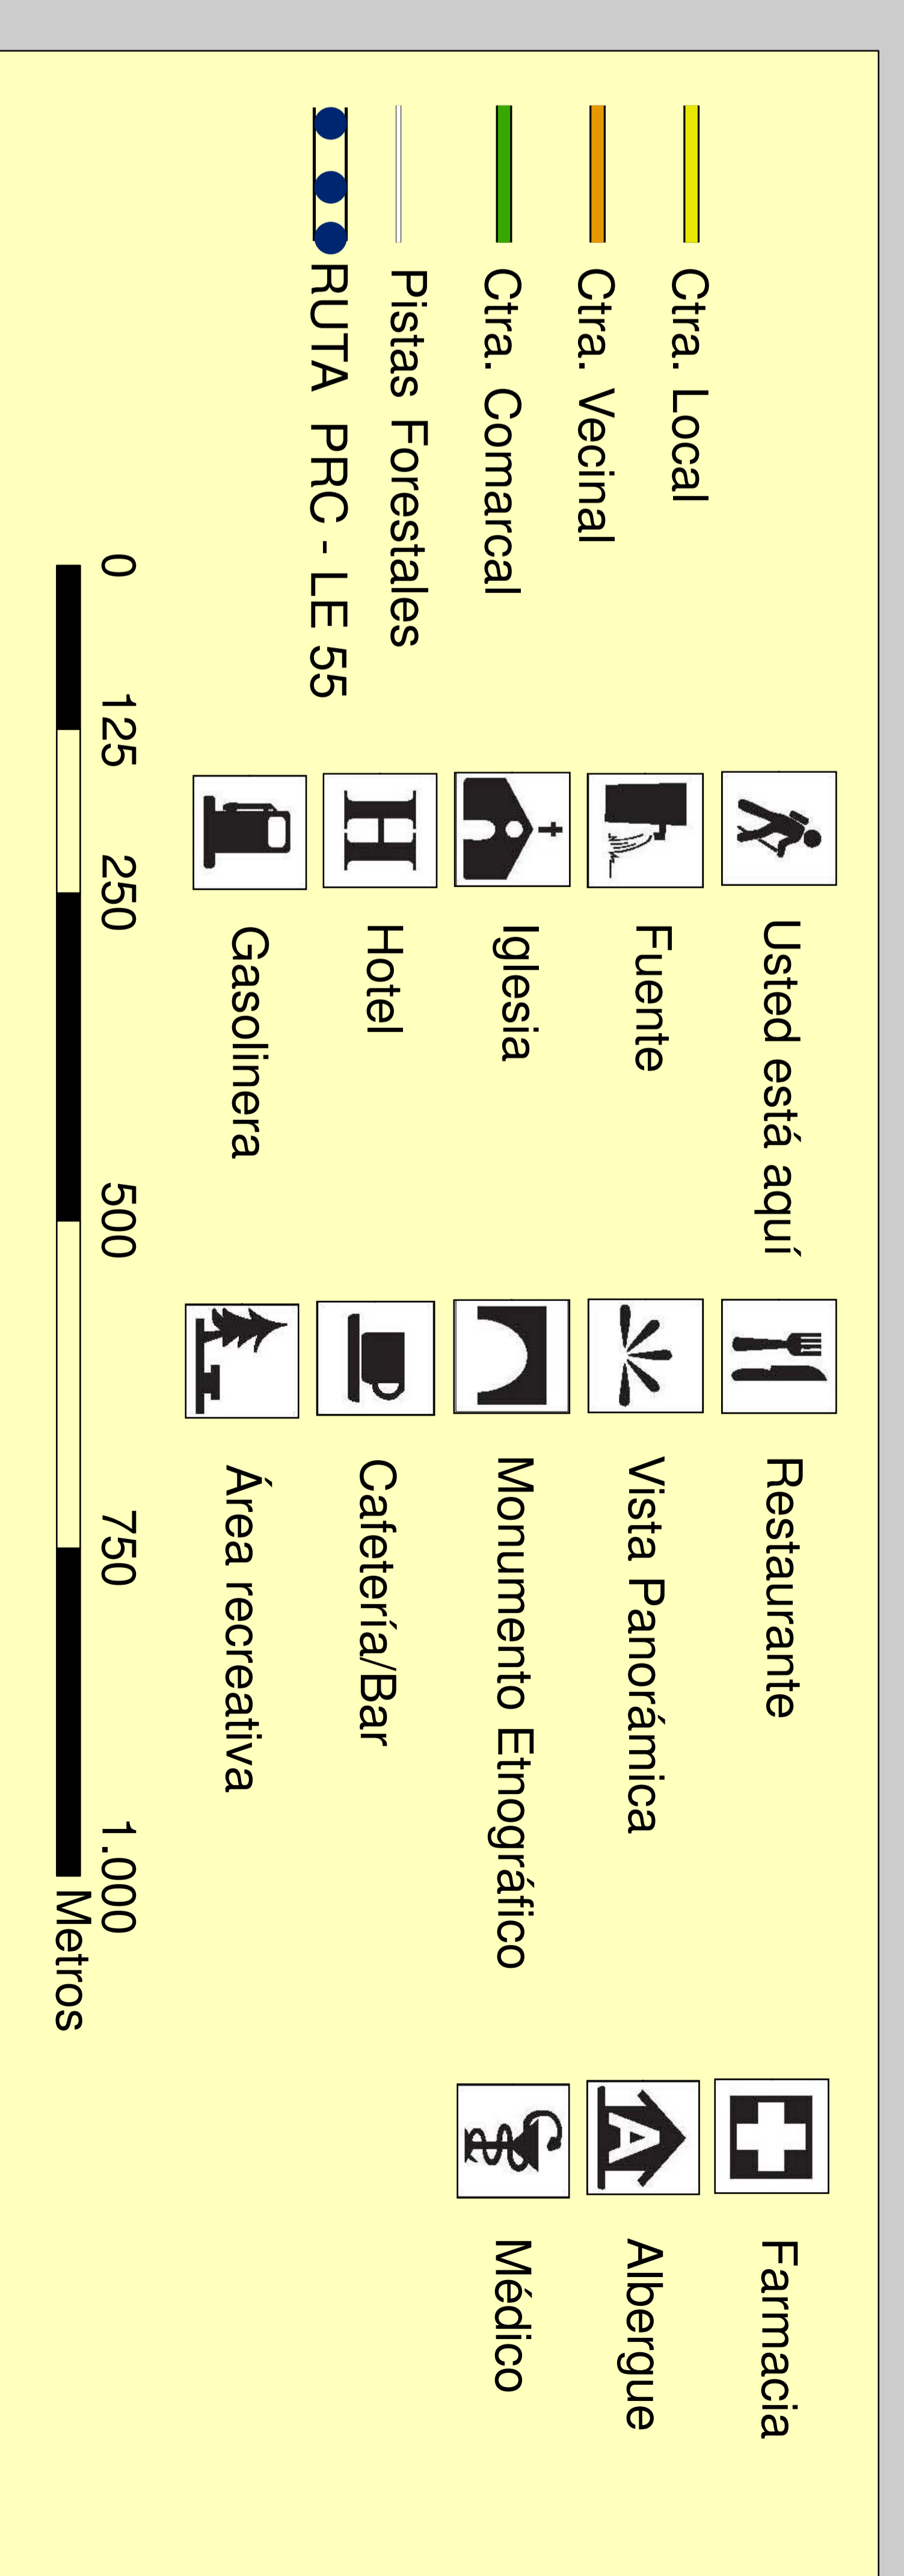 Ctra. Local
Ctra. Vecinal
Ctra. Comarcal
Pistas Forestales
RUTA PRC - LE 55
Usted está aquí
Fuente
Iglesia
H
Hotel
Gasolinera
Restaurante
Vista Panorámica
Monumento Etnográfico
Cafetería/Bar
Área recreativa
Farmacia
A
Albergue
Médico
0 125 250 500 750 1.000
Metros